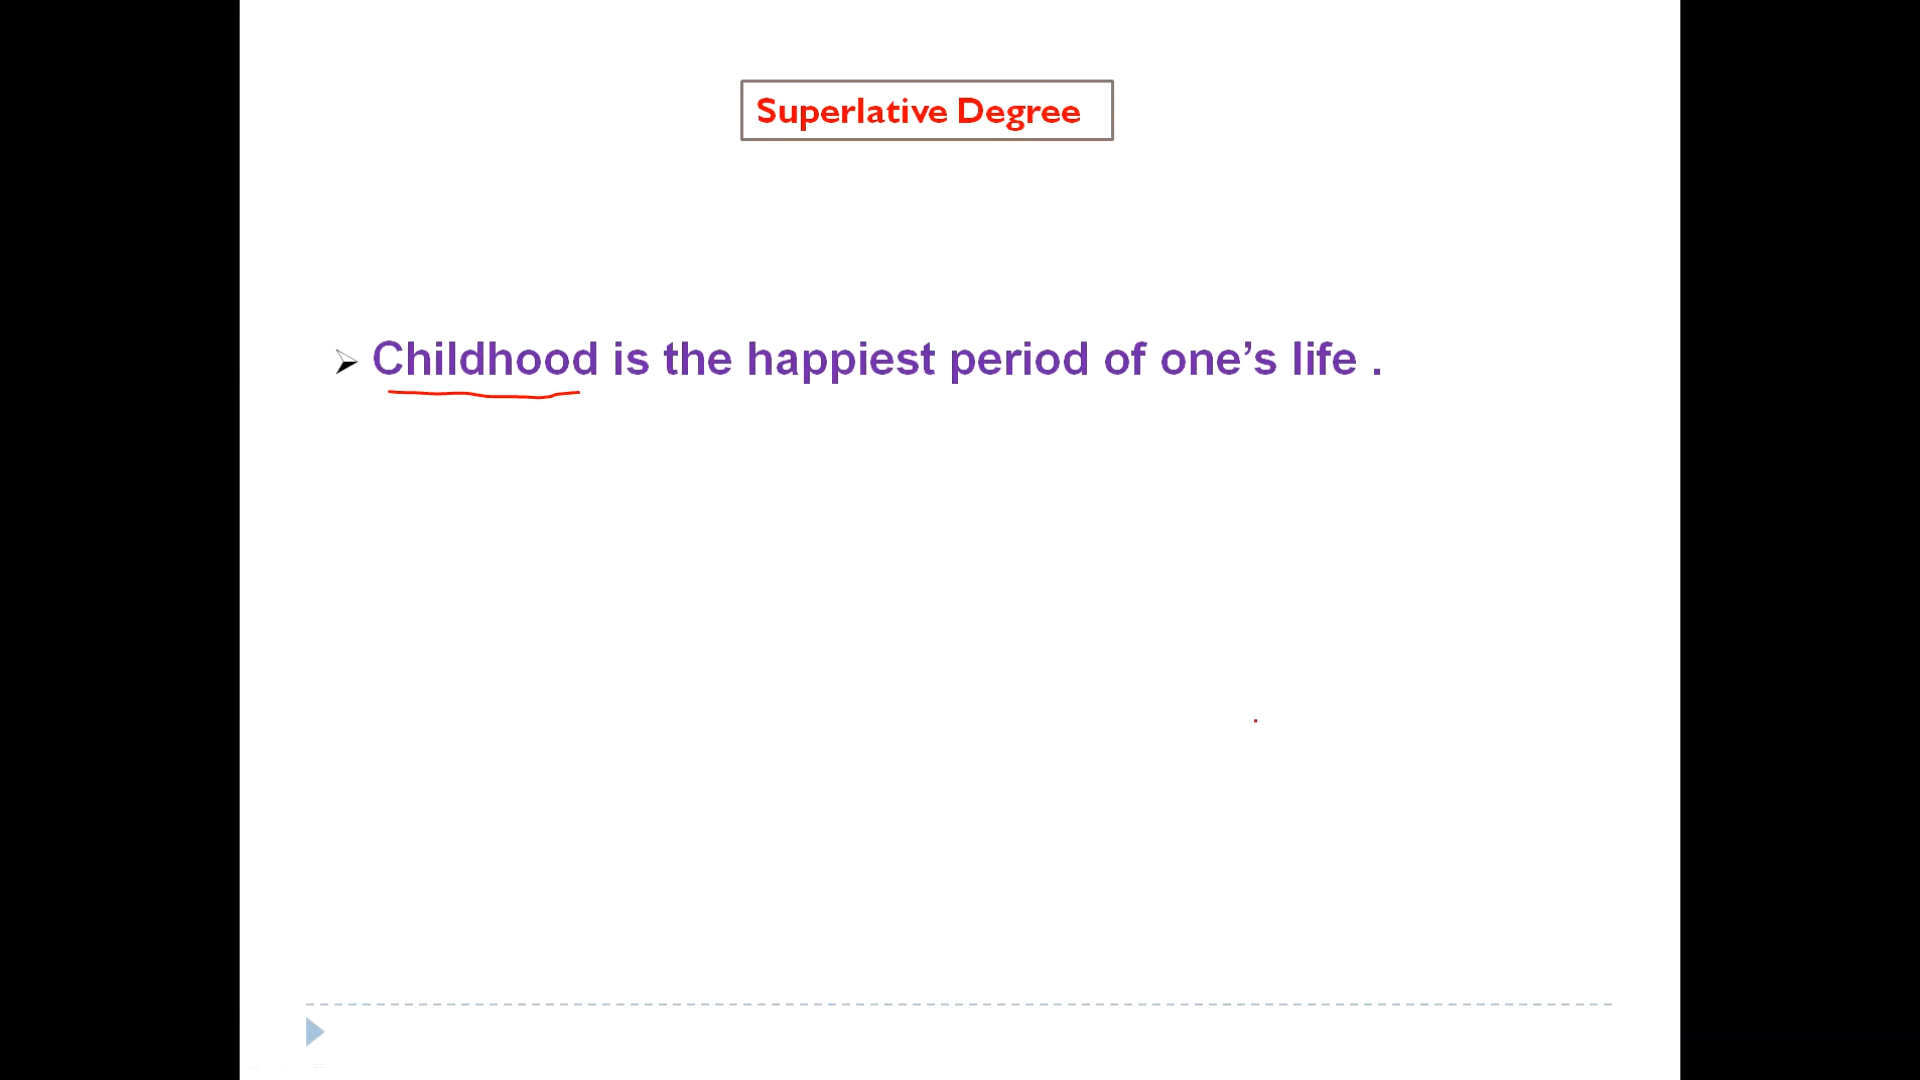 Superlative Degree
Childhood is the happiest period of one’s life .